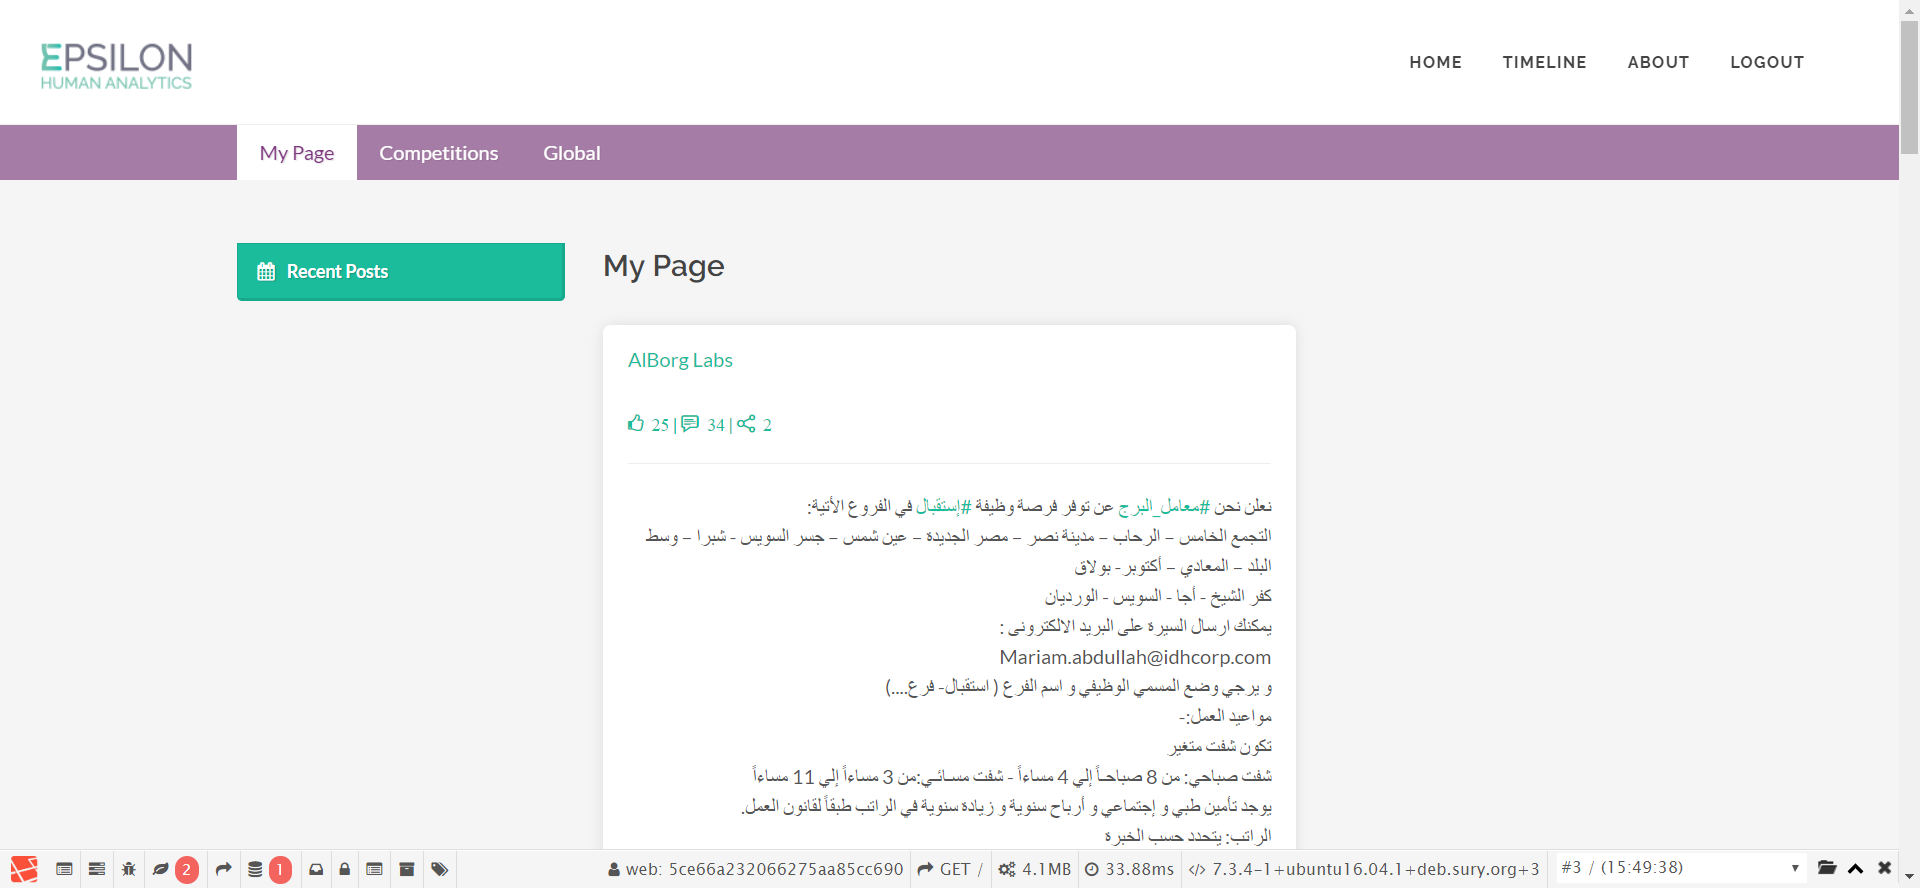 EPSILON
HUMAN ANALYTICS
HOME TIMELINE ABOUT LOGOUT
My Page Competitions Global
Recent Posts
My Page
AlBorg Labs
25 | 34 | 2
نعلن نحن #معامل_البرج عن توفر فرصة وظيفة #إستقبال في الفروع الأتية:
التجمع الخامس – الرحاب – مدينة نصر – مصر الجديدة – عين شمس – جسر السويس - شبرا – وسط
البلد – المعادي – أكتوبر- بولاق
كفر الشيخ - أجا - السويس - الورديان
يمكنك ارسال السيرة على البريد الالكترونى :
Mariam.abdullah@idhcorp.com
و يرجي وضع المسمي الوظيفي و اسم الفرع ( استقبال- فرع....)
مواعيد العمل:-
تكون شفت متغير
شفت صباحي: من 8 صباحـاً إلي 4 مساءاً - شفت مسـائـي:من 3 مساءاً إلي 11 مساءاً
يوجد تأمين طبي و إجتماعي و أرباح سنوية و زيادة سنوية في الراتب طبقاً لقانون العمل.
الراتب: يتحدد حسب الخبرة
2 1 web: 5ce66a232066275aa85cc690 GET / 4.1MB 33.88ms 7.3.4-1+ubuntu16.04.1+deb.sury.org+3 #3 / (15:49:38)